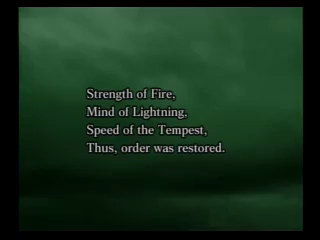 Strength of Fire,
Mind of Lightning,
Speed of the Tempest,
Thus, order was restored.